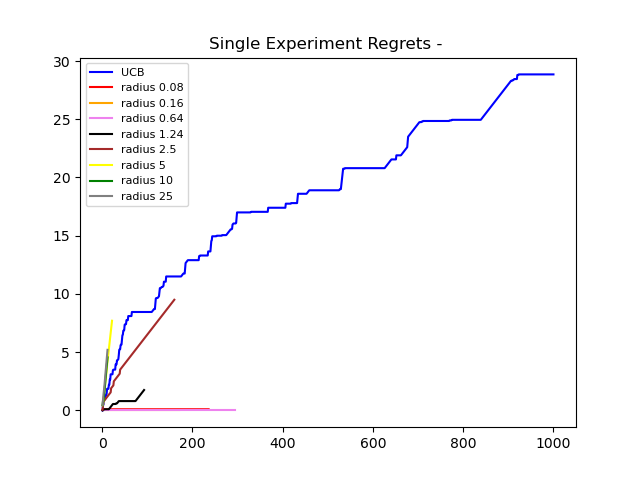 Single Experiment Regrets -
UCB
radius 0.08
radius 0.16
radius 0.64
radius 1.24
radius 2.5
radius 5
radius 10
radius 25
30
25
20
15
10
5
0
0 200 400 600 800 1000